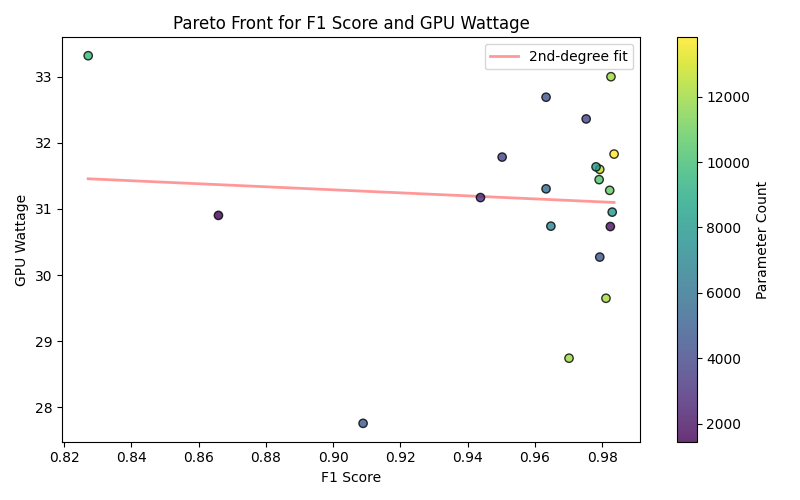 Pareto Front for F1 Score and GPU Wattage
2nd-degree fit
GPU Wattage
33
32
31
30
29
28
0.82 0.84 0.86 0.88 0.90 0.92 0.94 0.96 0.98
F1 Score
12000
10000
8000
6000
4000
2000
Parameter Count